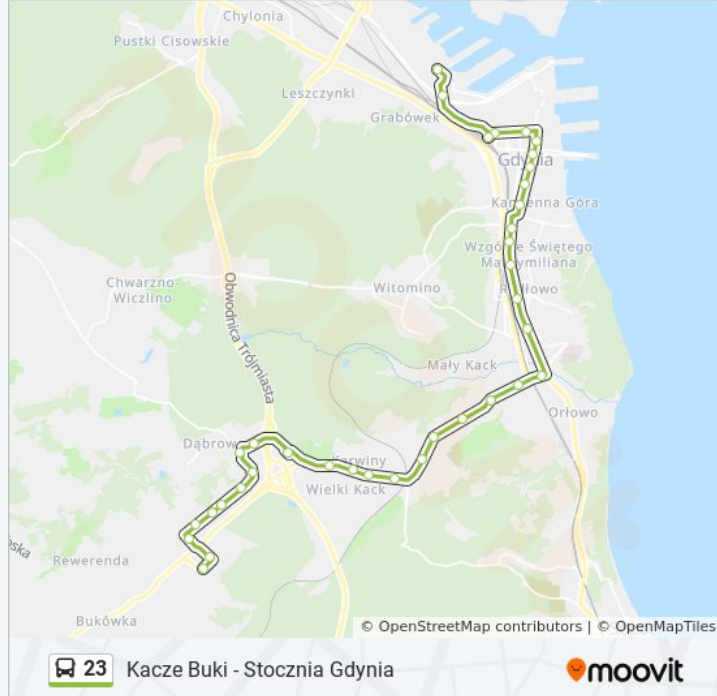 Chylonia
Pustki Cisowskie
Leszczynki
Grabówek
Gdynia
Kamienna Góra
Wzgórze Świętego
Maksymiliana
Chwarzno-
Wiczlino
Witomino
Redłowo
Obwodnica Trójmiasta
Mały Kack
Orłowo
Dąbrowa
Karwiny
Wielki Kack
Rewerenda
Bukówka
© OpenStreetMap contributors | © OpenMapTiles
23 Kacze Buki - Stocznia Gdynia
moovit